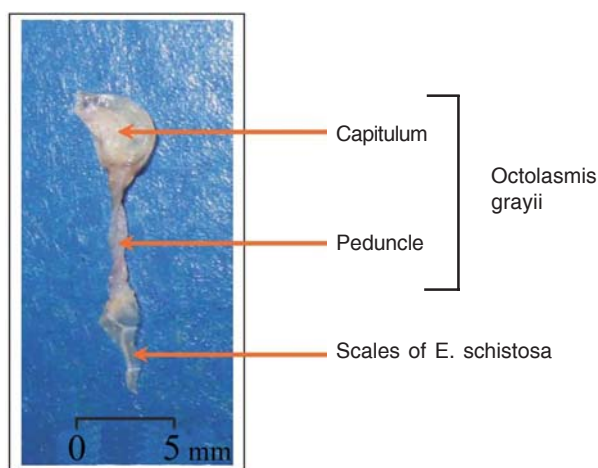 Capitulum
Octolasmis
grayii
Peduncle
Scales of E. schistosa
0 5 mm